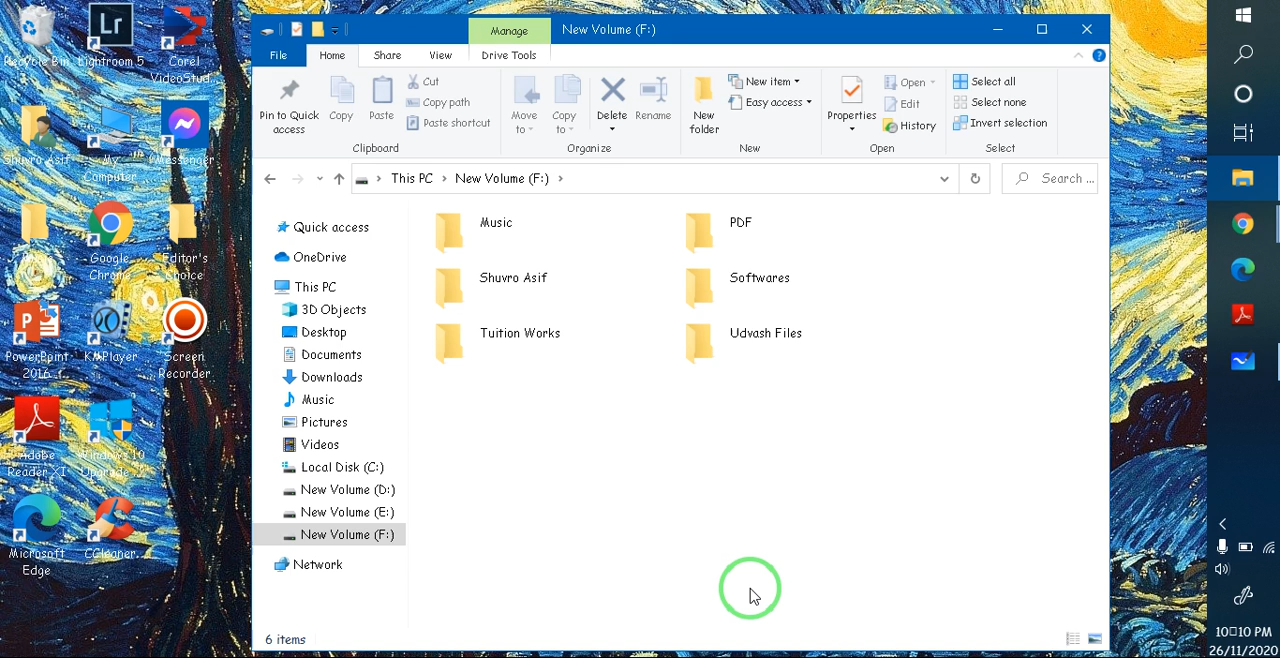 Recycle Bin
Lightroom 5
Corel
VideoStud...
Shuvro Asif
My
Computer
Messenger
Google
Chrome
Editor's
Choice
PowerPoint
2016
KMPlayer
Screen
Recorder
Adobe
Reader XI
Windows 10
Upgrade ...
Microsoft
Edge
CCleaner
Manage
New Volume (F:)
File
Home
Share
View
Drive Tools
Pin to Quick
access
Copy
Paste
Cut
Copy path
Paste shortcut
Clipboard
Move
to
Copy
to
Delete
Rename
Organize
New
folder
New item
Easy access
New
Properties
Open
Edit
History
Open
Select all
Select none
Invert selection
Select
This PC > New Volume (F:) >
Search ...
Quick access
OneDrive
This PC
3D Objects
Desktop
Documents
Downloads
Music
Pictures
Videos
Local Disk (C:)
New Volume (D:)
New Volume (E:)
New Volume (F:)
Network
Music
PDF
Shuvro Asif
Softwares
Tuition Works
Udvash Files
6 items
10□10 PM
26/11/2020